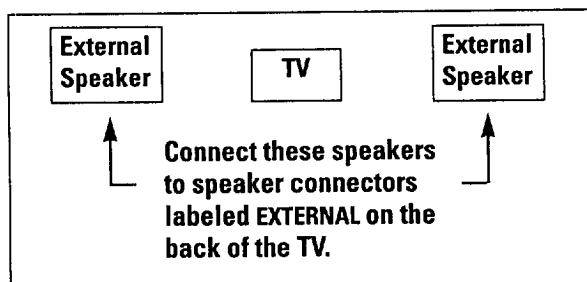 External
Speaker
TV
External
Speaker
Connect these speakers
to speaker connectors
labeled EXTERNAL on the
back of the TV.